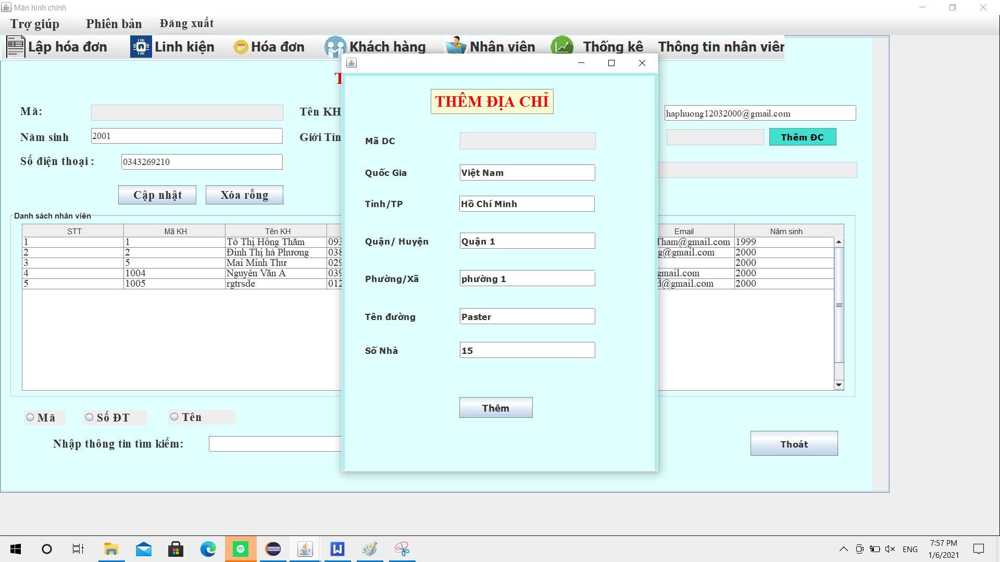 Màn hình chính
Trợ giúp Phiên bản Đăng xuất
Lập hóa đơn Linh kiện Hóa đơn Khách hàng Nhân viên Thống kê Thông tin nhân viên
T
THÊM ĐỊA CHỈ
Mã: Tên KH haphuong12032000@gmail.com
Năm sinh 2001 Giới Tín Thêm ĐC
Số điện thoại : 0343269210
Cập nhật Xóa rỗng
Mã DC
Quốc Gia Việt Nam
Tỉnh/TP Hồ Chí Minh
Quận/ Huyện Quận 1
Phường/Xã phường 1
Tên đường Paster
Số Nhà 15
Thêm
Danh sách nhân viên
STT Mã KH Tên KH Email Năm sinh
1 1 Tô Thị Hồng Thắm 093 Tham@gmail.com 1999
2 2 Đinh Thị hà Phương 038 g@gmail.com 2000
3 5 Mai Minh Thư 029 2000
4 1004 Nguyễn Văn A 039 gmail.com 2000
5 1005 rgtrsde 012 d@gmail.com 2000
Mã Số ĐT Tên
Nhập thông tin tìm kiếm:
Thoát
ENG
7:57 PM
1/6/2021